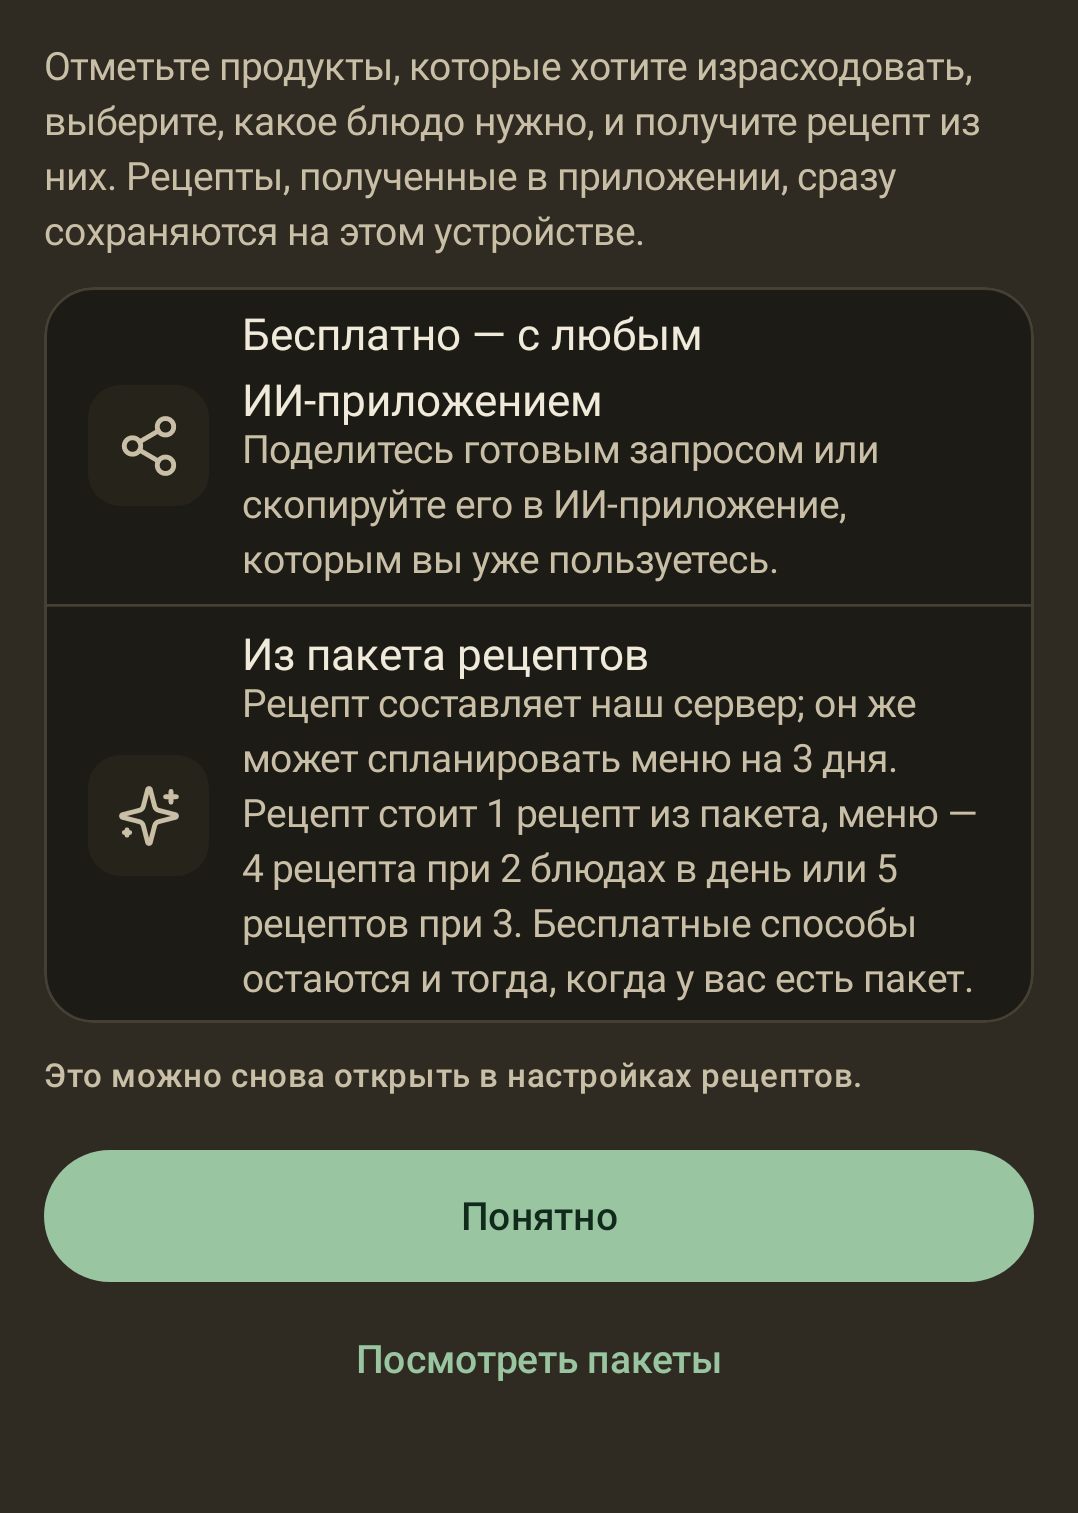 Отметьте продукты, которые хотите израсходовать,
выберите, какое блюдо нужно, и получите рецепт из
них. Рецепты, полученные в приложении, сразу
сохраняются на этом устройстве.
Бесплатно — с любым
ИИ-приложением
Поделитесь готовым запросом или
скопируйте его в ИИ-приложение,
которым вы уже пользуетесь.
Из пакета рецептов
Рецепт составляет наш сервер; он же
может спланировать меню на 3 дня.
Рецепт стоит 1 рецепт из пакета, меню —
4 рецепта при 2 блюдах в день или 5
рецептов при 3. Бесплатные способы
остаются и тогда, когда у вас есть пакет.
Это можно снова открыть в настройках рецептов.
Понятно
Посмотреть пакеты